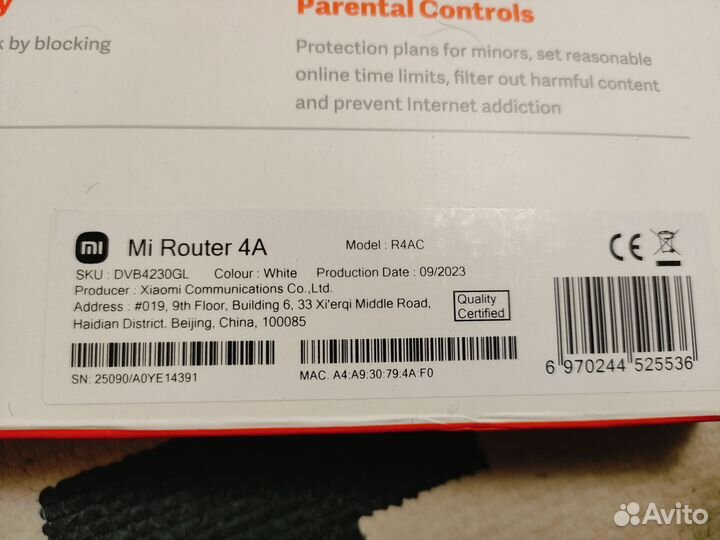 y
Parental Controls
k by blocking
Protection plans for minors, set reasonable
online time limits, filter out harmful content
and prevent Internet addiction
mi
Mi Router 4A
Model : R4AC
CE
SKU : DVB4230GL Colour : White Production Date : 09/2023
Producer : Xiaomi Communications Co.,Ltd.
Address : #019, 9th Floor, Building 6, 33 Xi'erqi Middle Road,
Haidian District, Beijing, China, 100085
Quality
Certified
SN: 25090/A0YE14391
MAC: A4:A9:30:79:4A:F0
6 970244 525536
Avito